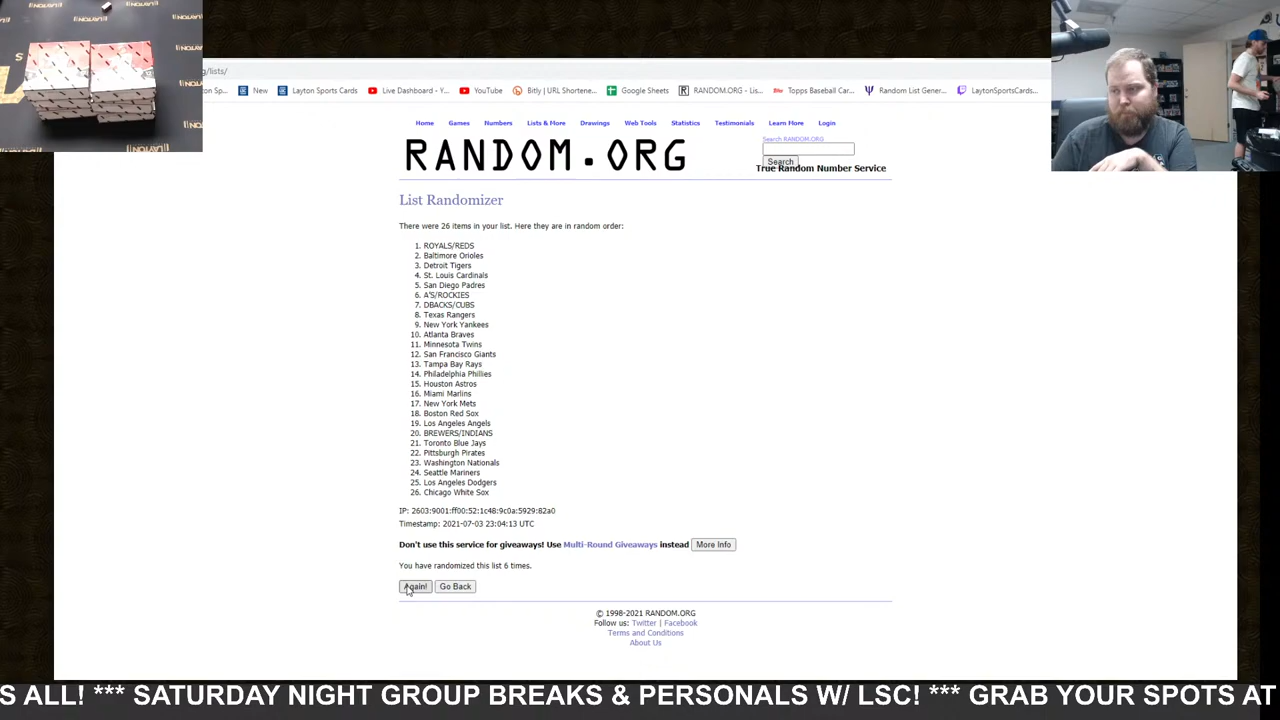 g/lists/
on Sp...
New
Layton Sports Cards
Live Dashboard - Y...
YouTube
Bitly | URL Shortene...
Google Sheets
RANDOM.ORG - Lis...
Topps Baseball Car...
Random List Gener...
LaytonSportsCards...
Home
Games
Numbers
Lists & More
Drawings
Web Tools
Statistics
Testimonials
Learn More
Login
RANDOM.ORG
Search RANDOM.ORG
Search
True Random Number Service
List Randomizer
There were 26 items in your list. Here they are in random order:
1. ROYALS/REDS
2. Baltimore Orioles
3. Detroit Tigers
4. St. Louis Cardinals
5. San Diego Padres
6. A'S/ROCKIES
7. DBACKS/CUBS
8. Texas Rangers
9. New York Yankees
10. Atlanta Braves
11. Minnesota Twins
12. San Francisco Giants
13. Tampa Bay Rays
14. Philadelphia Phillies
15. Houston Astros
16. Miami Marlins
17. New York Mets
18. Boston Red Sox
19. Los Angeles Angels
20. BREWERS/INDIANS
21. Toronto Blue Jays
22. Pittsburgh Pirates
23. Washington Nationals
24. Seattle Mariners
25. Los Angeles Dodgers
26. Chicago White Sox
IP: 2603:9001:ff00:52:1c48:9c0a:5929:82a0
Timestamp: 2021-07-03 23:04:13 UTC
Don't use this service for giveaways! Use Multi-Round Giveaways instead More Info
You have randomized this list 6 times.
Again! Go Back
© 1998-2021 RANDOM.ORG
Follow us: Twitter | Facebook
Terms and Conditions
About Us
S ALL! *** SATURDAY NIGHT GROUP BREAKS & PERSONALS W/ LSC! *** GRAB YOUR SPOTS AT